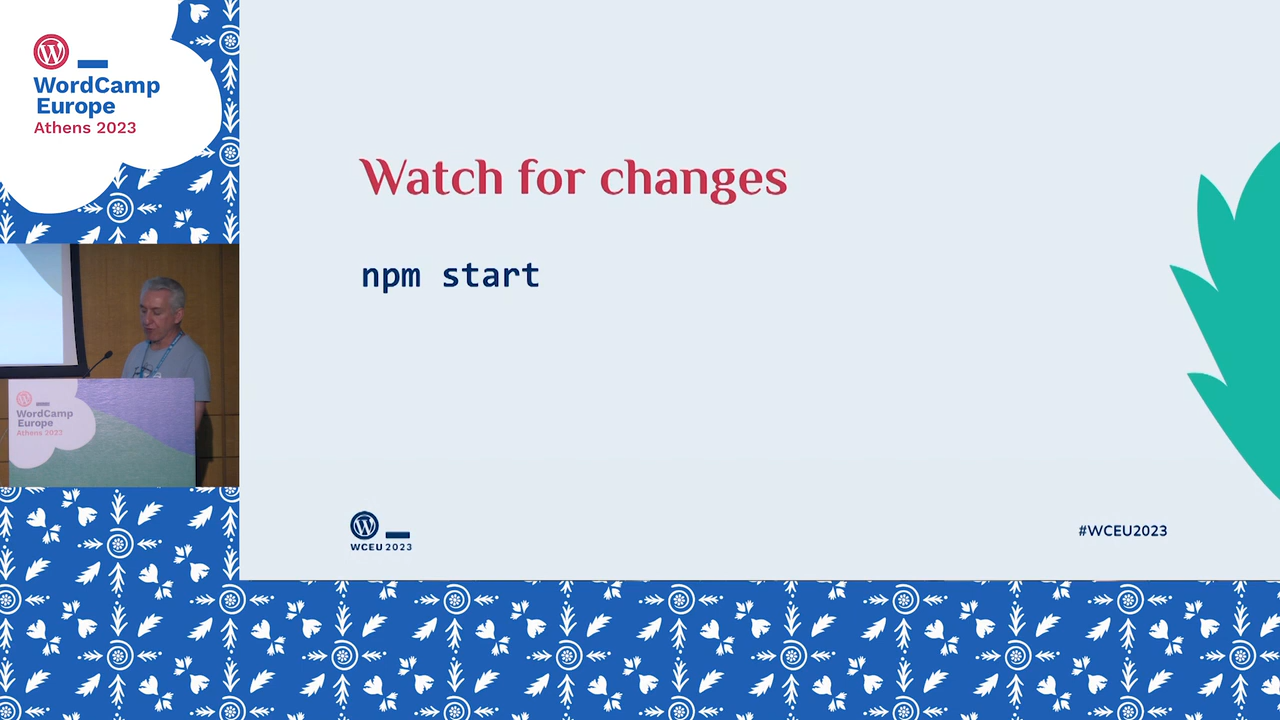 WordCamp
Europe
Athens 2023
Watch for changes
npm start
WordCamp
Europe
Athens 2023
WCEU 2023
#WCEU2023